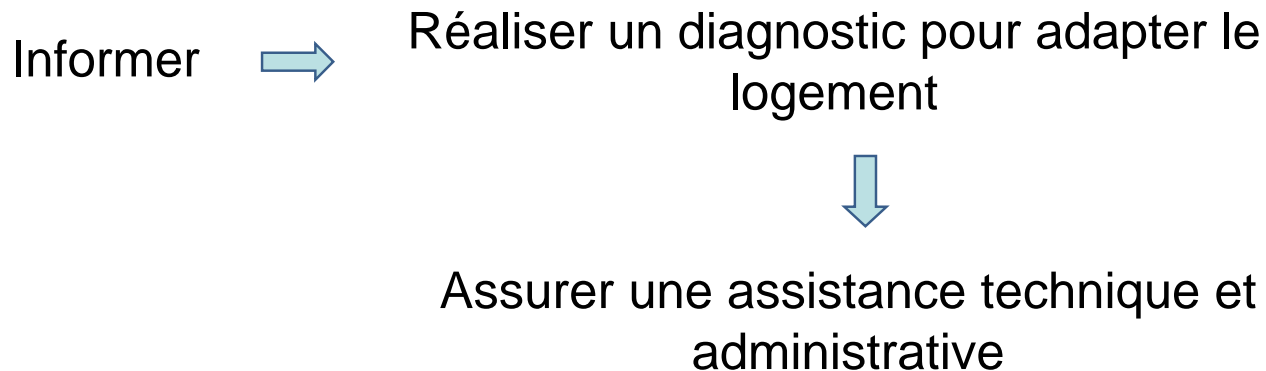 Informer
Réaliser un diagnostic pour adapter le
logement
Assurer une assistance technique et
administrative